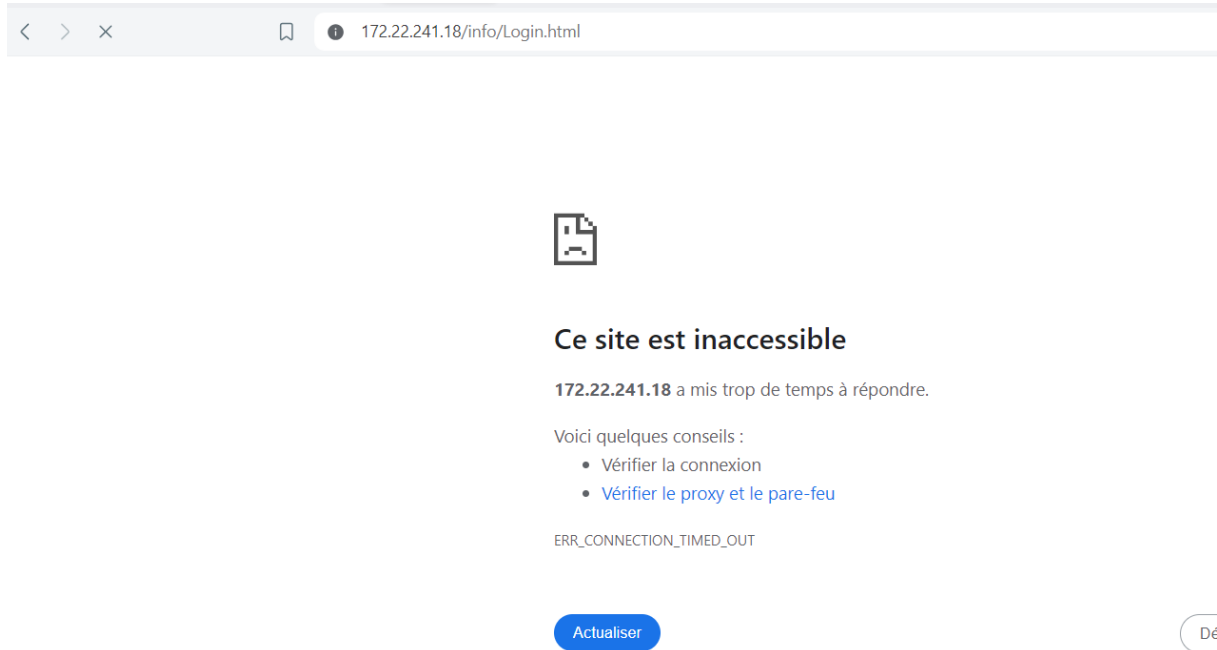 172.22.241.18/info/Login.html
Ce site est inaccessible
172.22.241.18 a mis trop de temps à répondre.
Voici quelques conseils :
• Vérifier la connexion
• Vérifier le proxy et le pare-feu
ERR_CONNECTION_TIMED_OUT
Actualiser